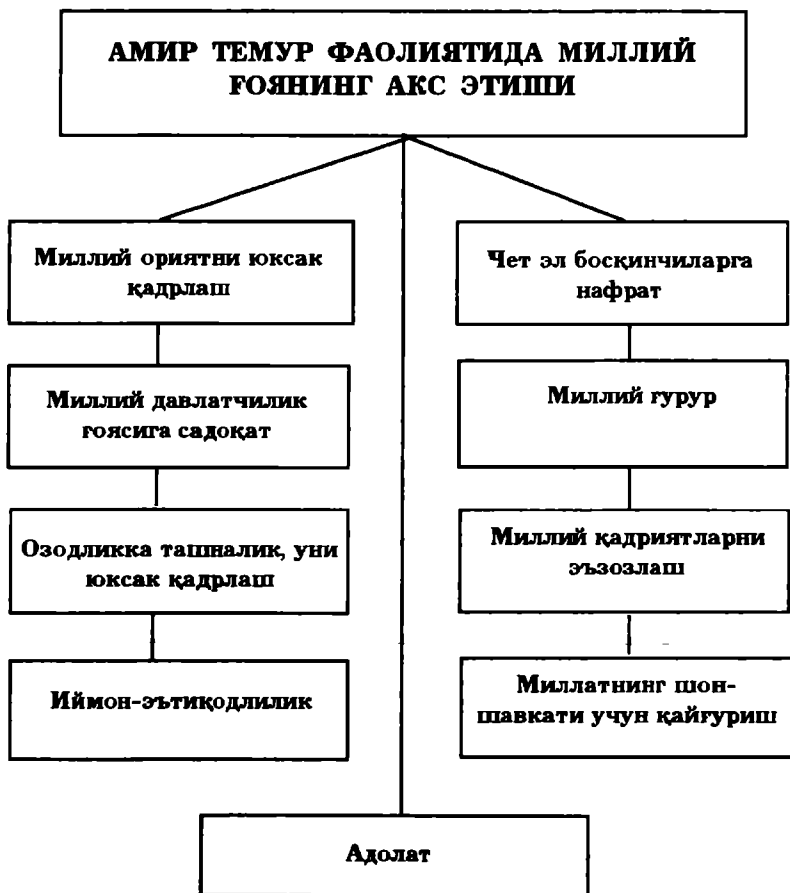 АМИР ТЕМУР ФАОЛИЯТИДА МИЛЛИЙ
ҒОЯНИНГ АКС ЭТИШИ
Миллий ориятни юксак
қадрлаш
Миллий давлатчилик
ғоясига садоқат
Озодликка ташналик, уни
юксак қадрлаш
Иймон-эътиқодлилик
Чет эл босқинчиларга
нафрат
Миллий ғурур
Миллий қадриятларни
эъзозлаш
Миллатнинг шон-
шавкати учун қайғуриш
Адолат